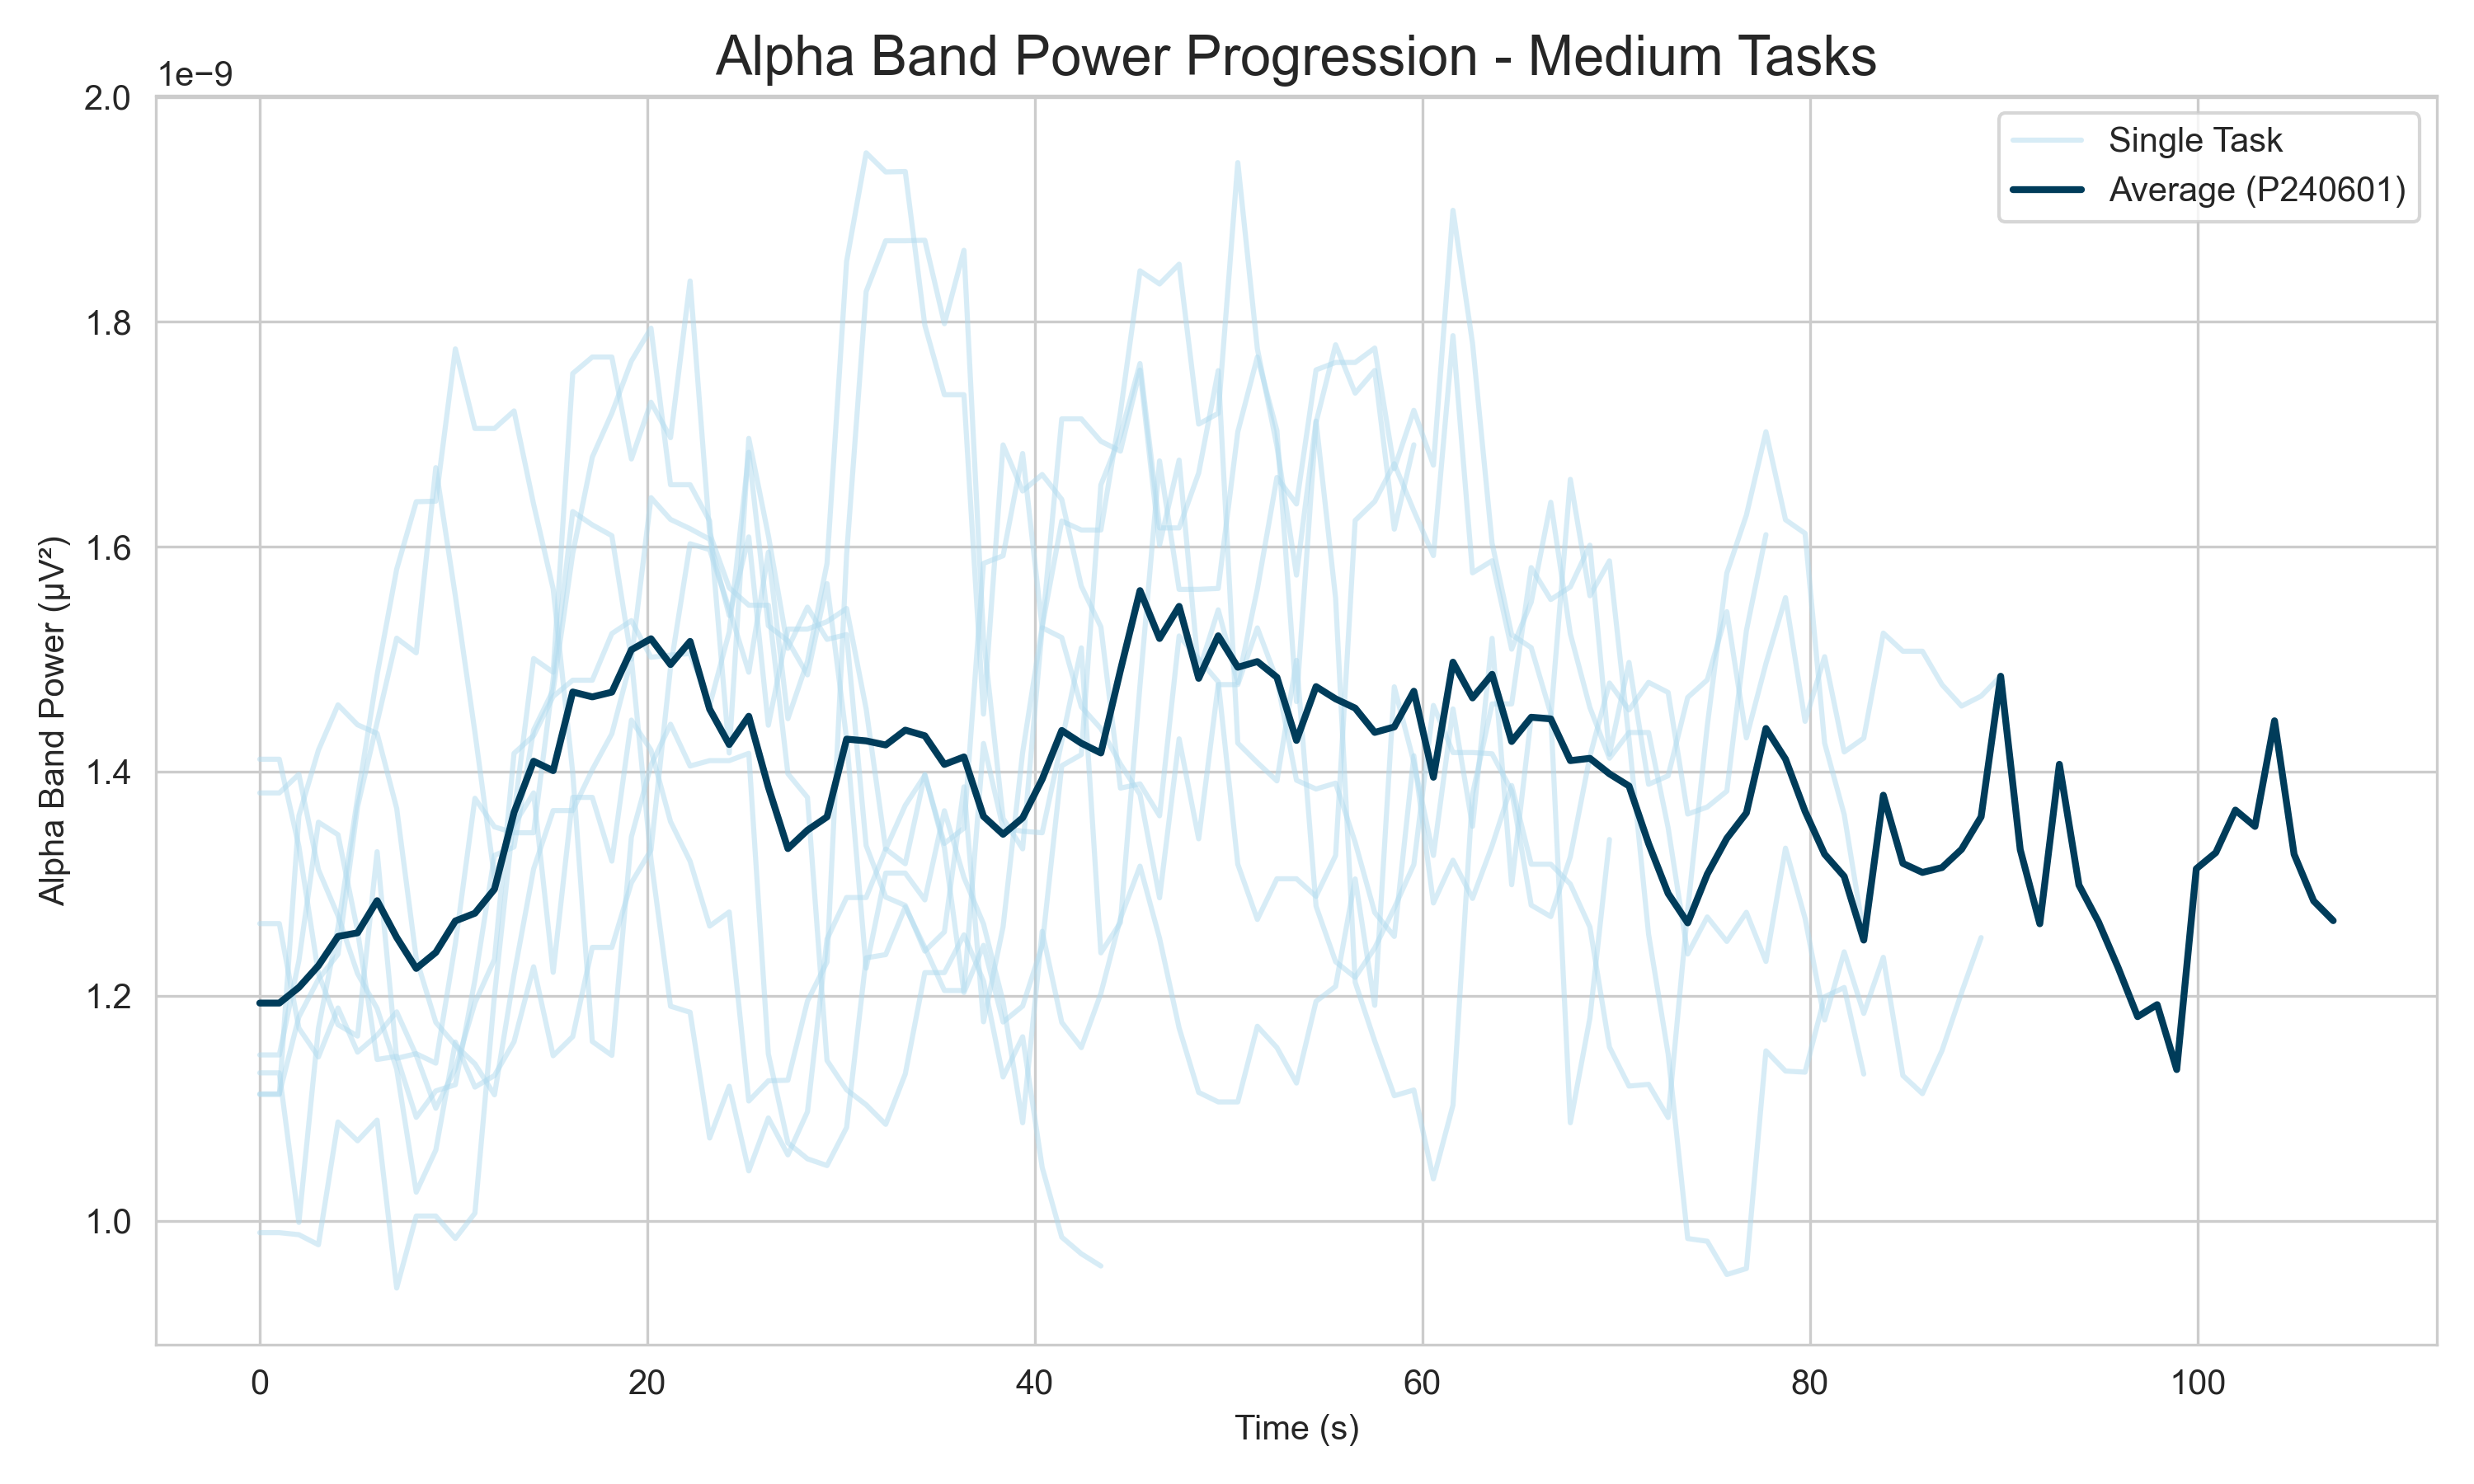 Alpha Band Power Progression - Medium Tasks
1e−9
2.0
1.8
1.6
1.4
1.2
1.0
Alpha Band Power (µV²)
Single Task
Average (P240601)
0 20 40 60 80 100
Time (s)